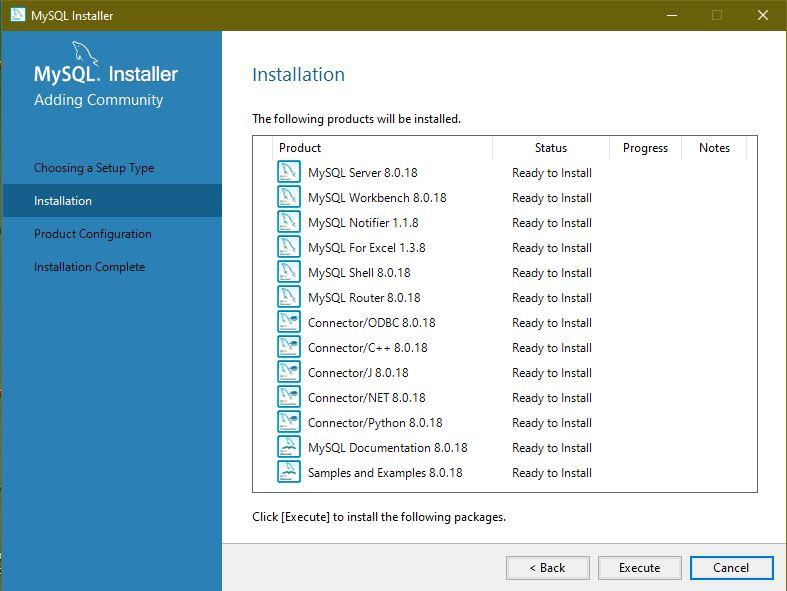 MySQL Installer
MySQL. Installer
Adding Community
Choosing a Setup Type
Installation
Product Configuration
Installation Complete
Installation
The following products will be installed.
Product Status Progress Notes
MySQL Server 8.0.18 Ready to Install
MySQL Workbench 8.0.18 Ready to Install
MySQL Notifier 1.1.8 Ready to Install
MySQL For Excel 1.3.8 Ready to Install
MySQL Shell 8.0.18 Ready to Install
MySQL Router 8.0.18 Ready to Install
Connector/ODBC 8.0.18 Ready to Install
Connector/C++ 8.0.18 Ready to Install
Connector/J 8.0.18 Ready to Install
Connector/NET 8.0.18 Ready to Install
Connector/Python 8.0.18 Ready to Install
MySQL Documentation 8.0.18 Ready to Install
Samples and Examples 8.0.18 Ready to Install
Click [Execute] to install the following packages.
< Back Execute Cancel